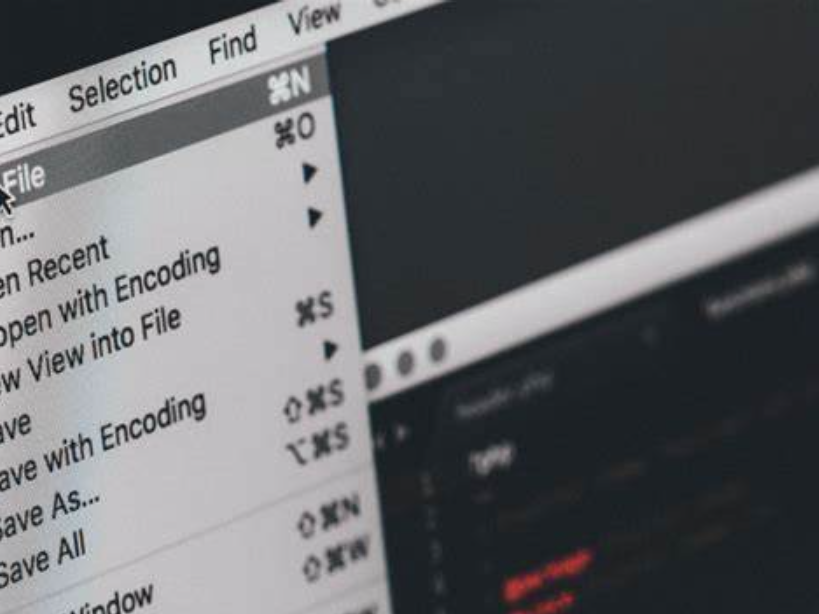 Edit Selection Find View
File ⌘N
n... ⌘O
en Recent ▶
open with Encoding ▶
ew View into File
ave ⌘S
ave with Encoding ▶
Save As... ⇧⌘S
Save All ⌥⌘S
Window ⇧⌘N
⇧⌘W